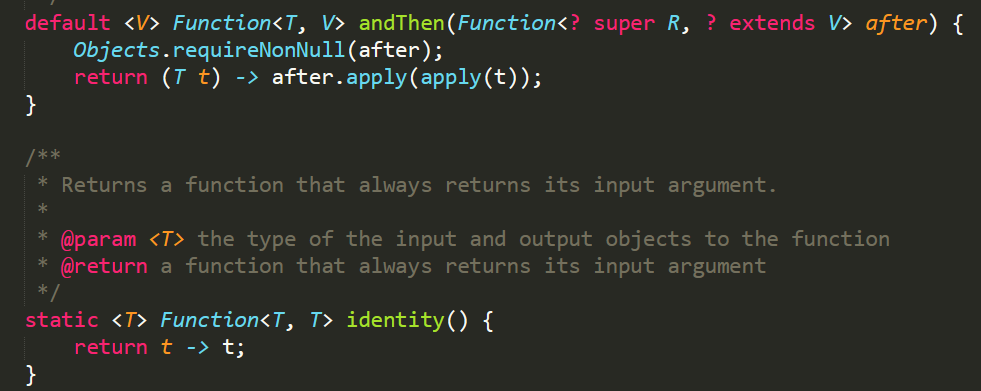 default <V> Function<T, V> andThen(Function<? super R, ? extends V> after) {
    Objects.requireNonNull(after);
    return (T t) -> after.apply(apply(t));
}

/**
 * Returns a function that always returns its input argument.
 *
 * @param <T> the type of the input and output objects to the function
 * @return a function that always returns its input argument
 */
static <T> Function<T, T> identity() {
    return t -> t;
}